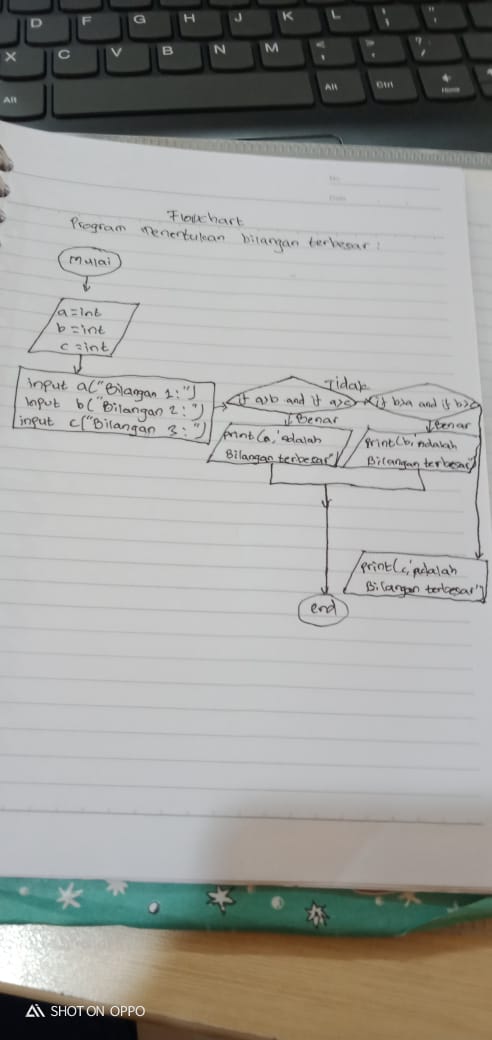 D F G H J K L : "
X C V B N M < > ?
Alt Alt Ctrl Home
No
Date
Flowchart
Program menentukan bilangan terbesar :
Mulai
a = int
b = int
c = int
input a("Bilangan 1:")
input b("Bilangan 2:")
input c("Bilangan 3:")
Tidak
if a>b and if a>c
if b>a and if b>c
Benar
Benar
print(a,'adalah
Bilangan terbesar")
print(b,'Adalah
Bilangan terbesar"
print(c,'Adalah
Bilangan terbesar")
end
SHOT ON OPPO